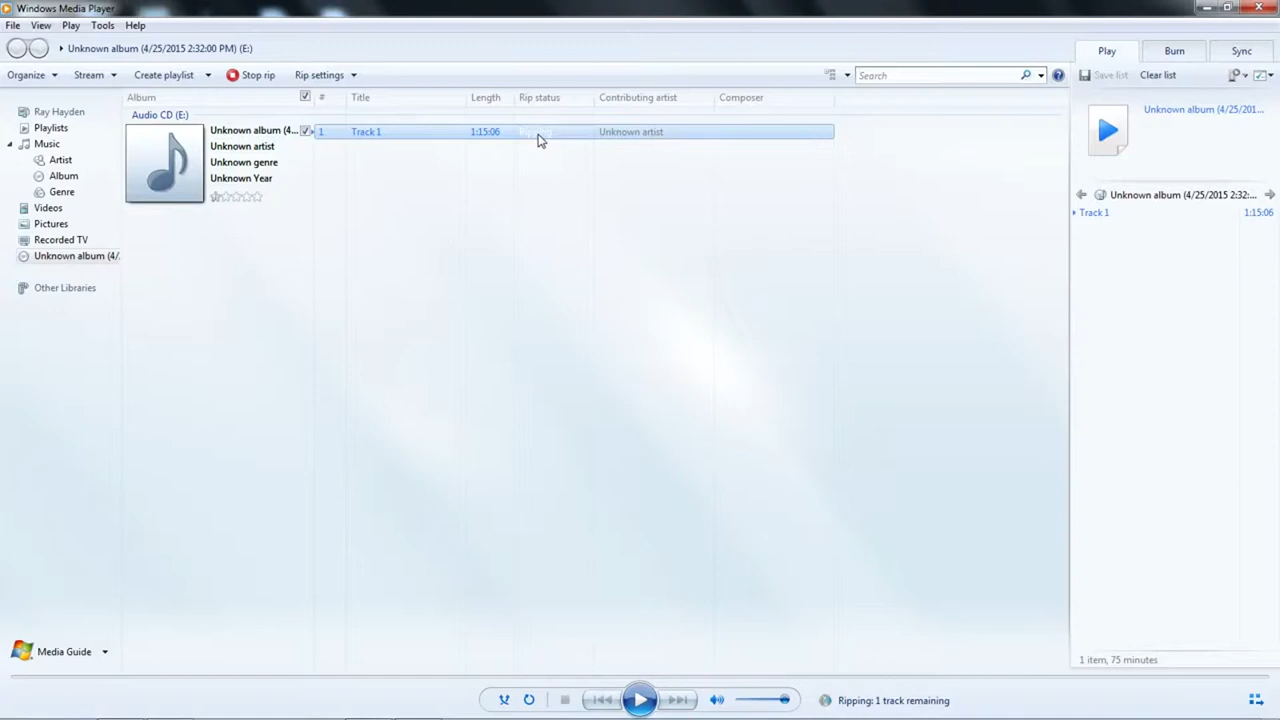 Windows Media Player
File View Play Tools Help
Unknown album (4/25/2015 2:32:00 PM) (E:)
Play Burn Sync
Organize Stream Create playlist Stop rip Rip settings Search Save list Clear list
Album # Title Length Rip status Contributing artist Composer
Audio CD (E:)
Unknown album (4... 1 Track 1 1:15:06 Ripping Unknown artist
Unknown artist
Unknown genre
Unknown Year
Ray Hayden
Playlists
Music
Artist
Album
Genre
Videos
Pictures
Recorded TV
Unknown album (4/
Other Libraries
Unknown album (4/25/201...
Unknown album (4/25/2015 2:32:...
Track 1 1:15:06
Media Guide
1 item, 75 minutes
Ripping: 1 track remaining